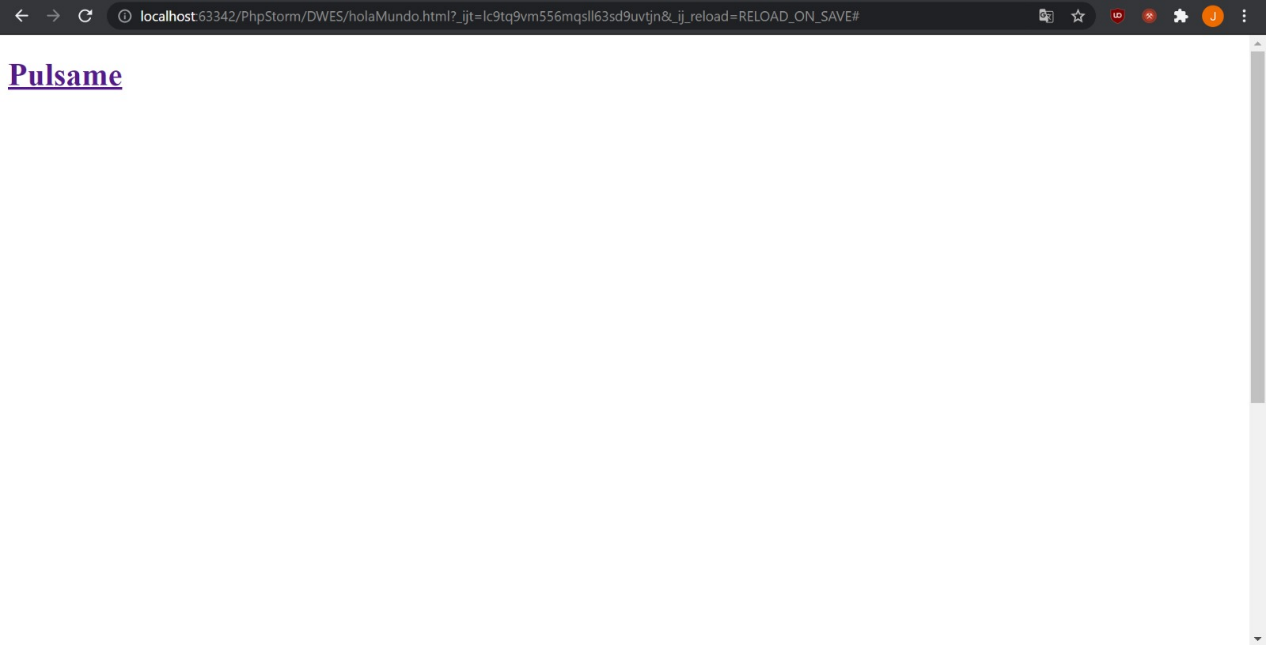 localhost:63342/PhpStorm/DWES/holaMundo.html?_ijt=lc9tq9vm556mqsll63sd9uvtjn&_ij_reload=RELOAD_ON_SAVE#
J
Pulsame